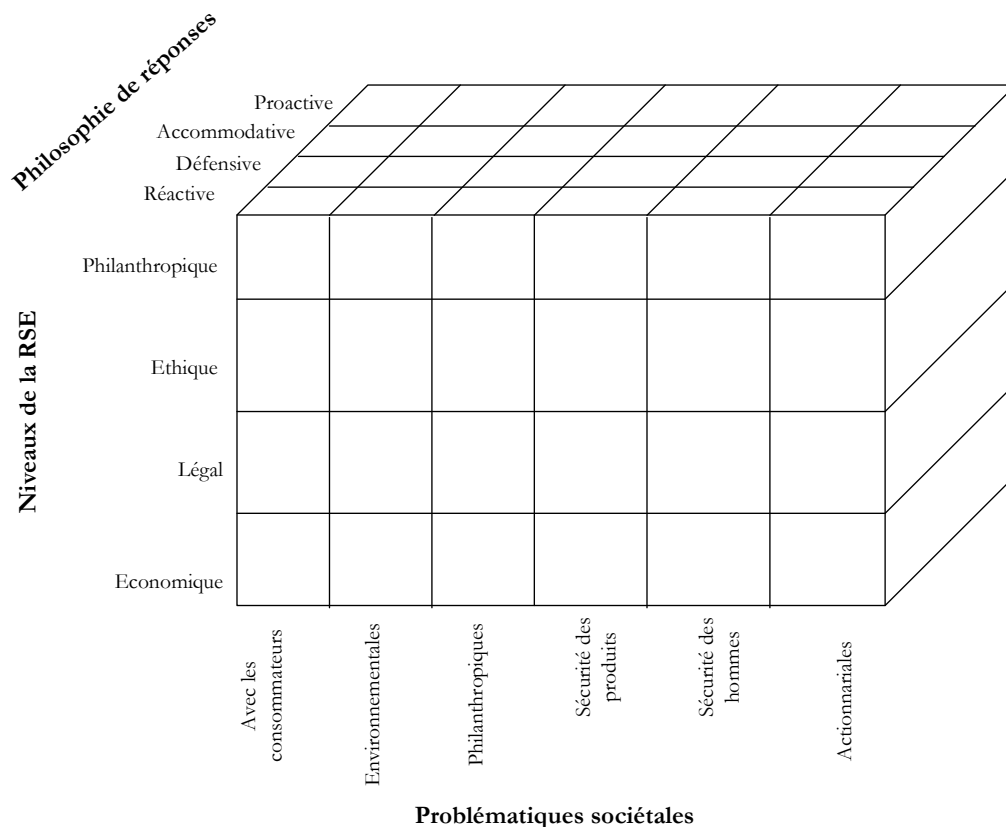 Philosophie de réponses
Proactive
Accommodative
Défensive
Réactive
Niveaux de la RSE
Philanthropique
Ethique
Légal
Economique
Avec les
consommateurs
Environnementales
Philanthropiques
Sécurité des
produits
Sécurité des
hommes
Actionnariales
Problématiques sociétales